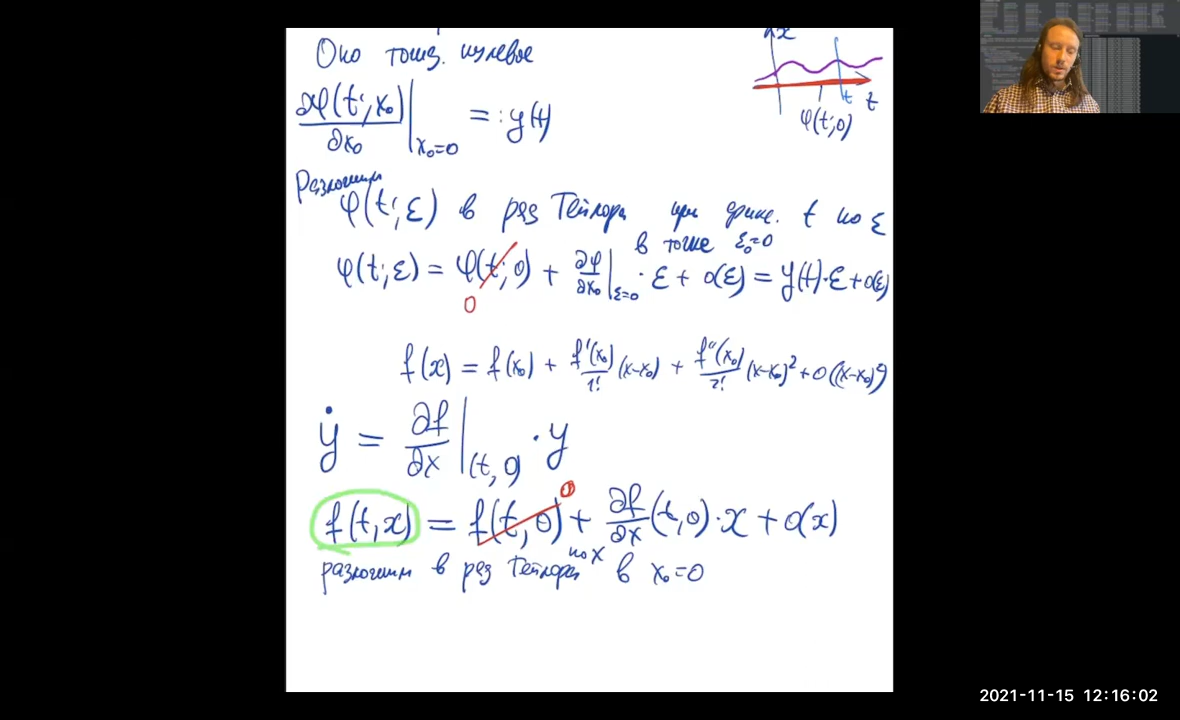 Оно тожд. нулевое
x
t
t
φ(t;0)
∂φ(t;x₀)/∂x₀ |x₀=0 =: y(t)
Разложим
φ(t;ε) в ряд Тейлора при фикс. t по ε
в точке ε₀=0
φ(t;ε) = φ(t;0) + ∂φ/∂x₀ |ε=0 · ε + o(ε) = y(t)·ε + o(ε)
0
f(x) = f(x₀) + f'(x₀)/1! (x-x₀) + f''(x₀)/2! (x-x₀)² + o((x-x₀)²)
ẏ = ∂f/∂x |(t,0) · y
0
f(t,x) = f(t,0) + ∂f/∂x (t,0)·x + o(x)
разложим в ряд Тейлора по x в x₀=0
2021-11-15 12:16:02